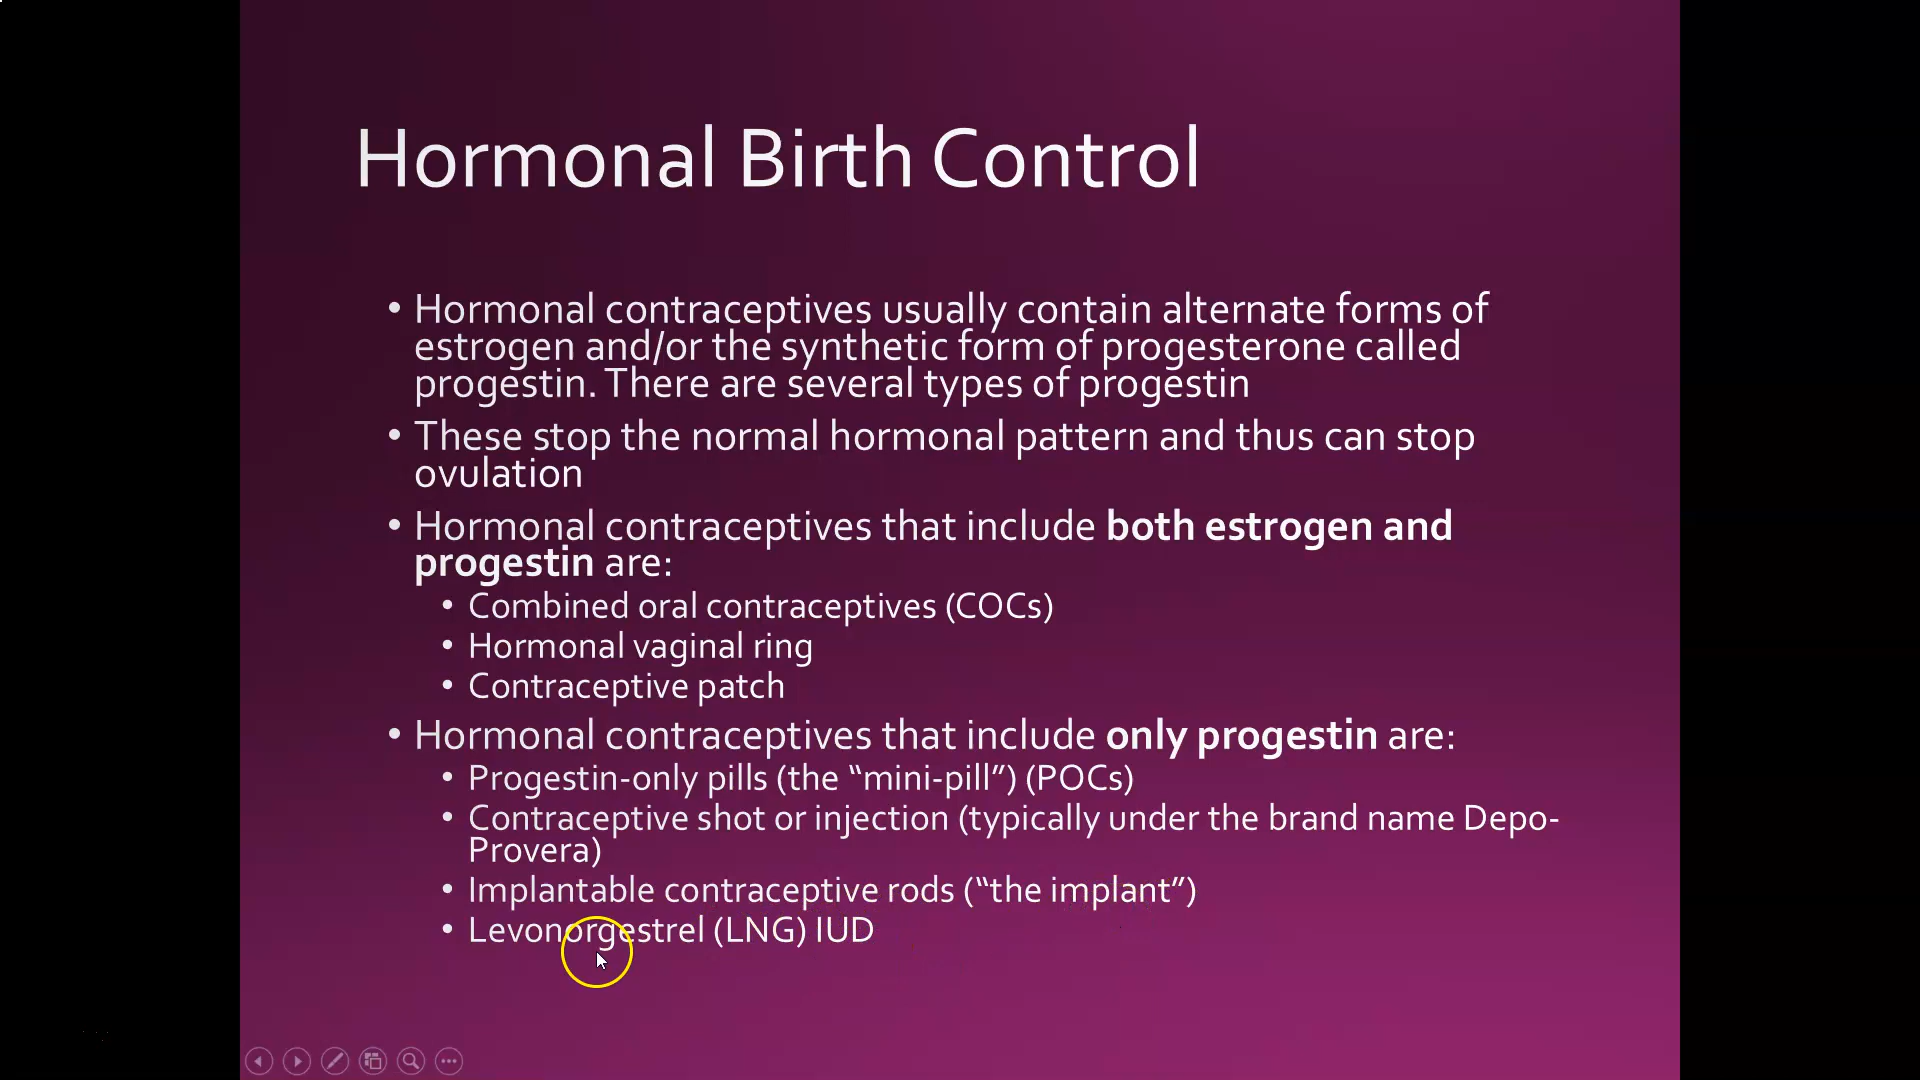 Hormonal Birth Control
• Hormonal contraceptives usually contain alternate forms of
estrogen and/or the synthetic form of progesterone called
progestin. There are several types of progestin
• These stop the normal hormonal pattern and thus can stop
ovulation
• Hormonal contraceptives that include both estrogen and
progestin are:
• Combined oral contraceptives (COCs)
• Hormonal vaginal ring
• Contraceptive patch
• Hormonal contraceptives that include only progestin are:
• Progestin-only pills (the “mini-pill”) (POCs)
• Contraceptive shot or injection (typically under the brand name Depo-
Provera)
• Implantable contraceptive rods (“the implant”)
• Levonorgestrel (LNG) IUD